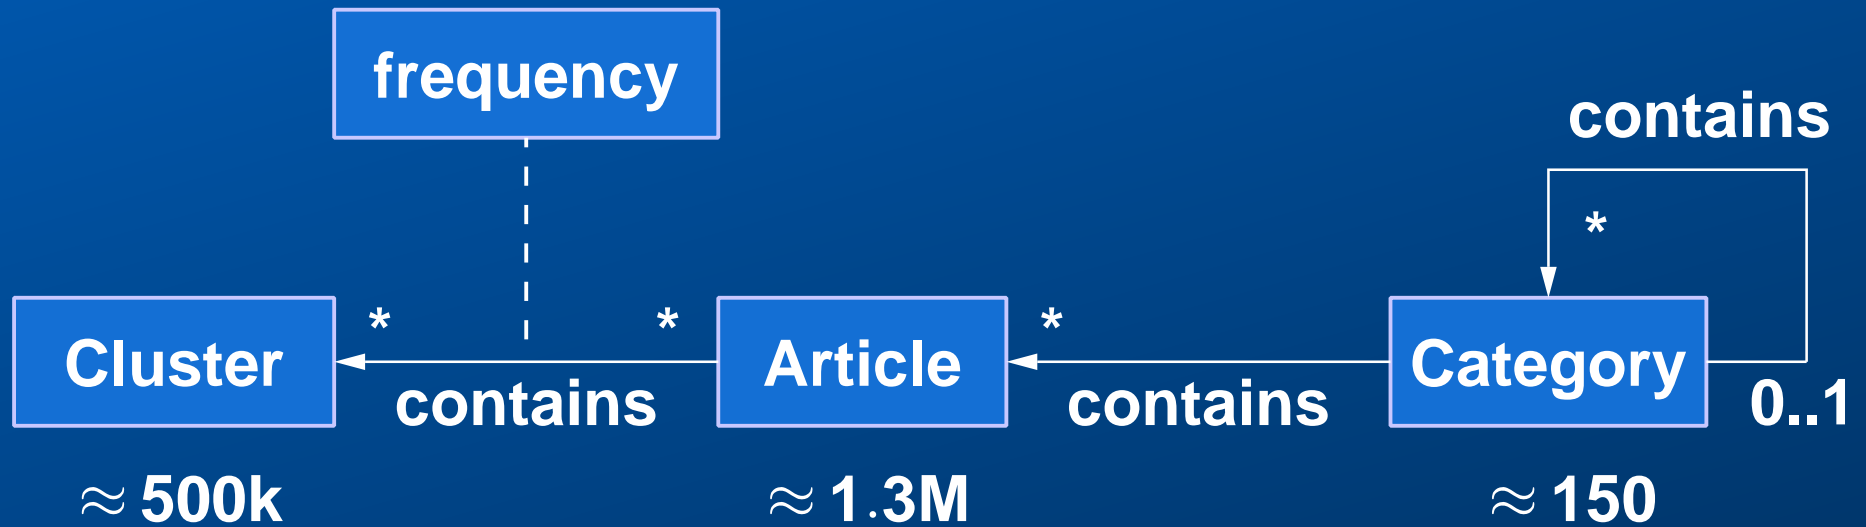 frequency
contains
*
* * *
Cluster Article Category
contains contains 0..1
≈ 500k ≈ 1.3M ≈ 150